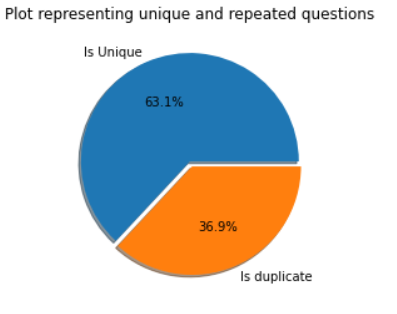 Plot representing unique and repeated questions
Is Unique
63.1%
36.9%
Is duplicate